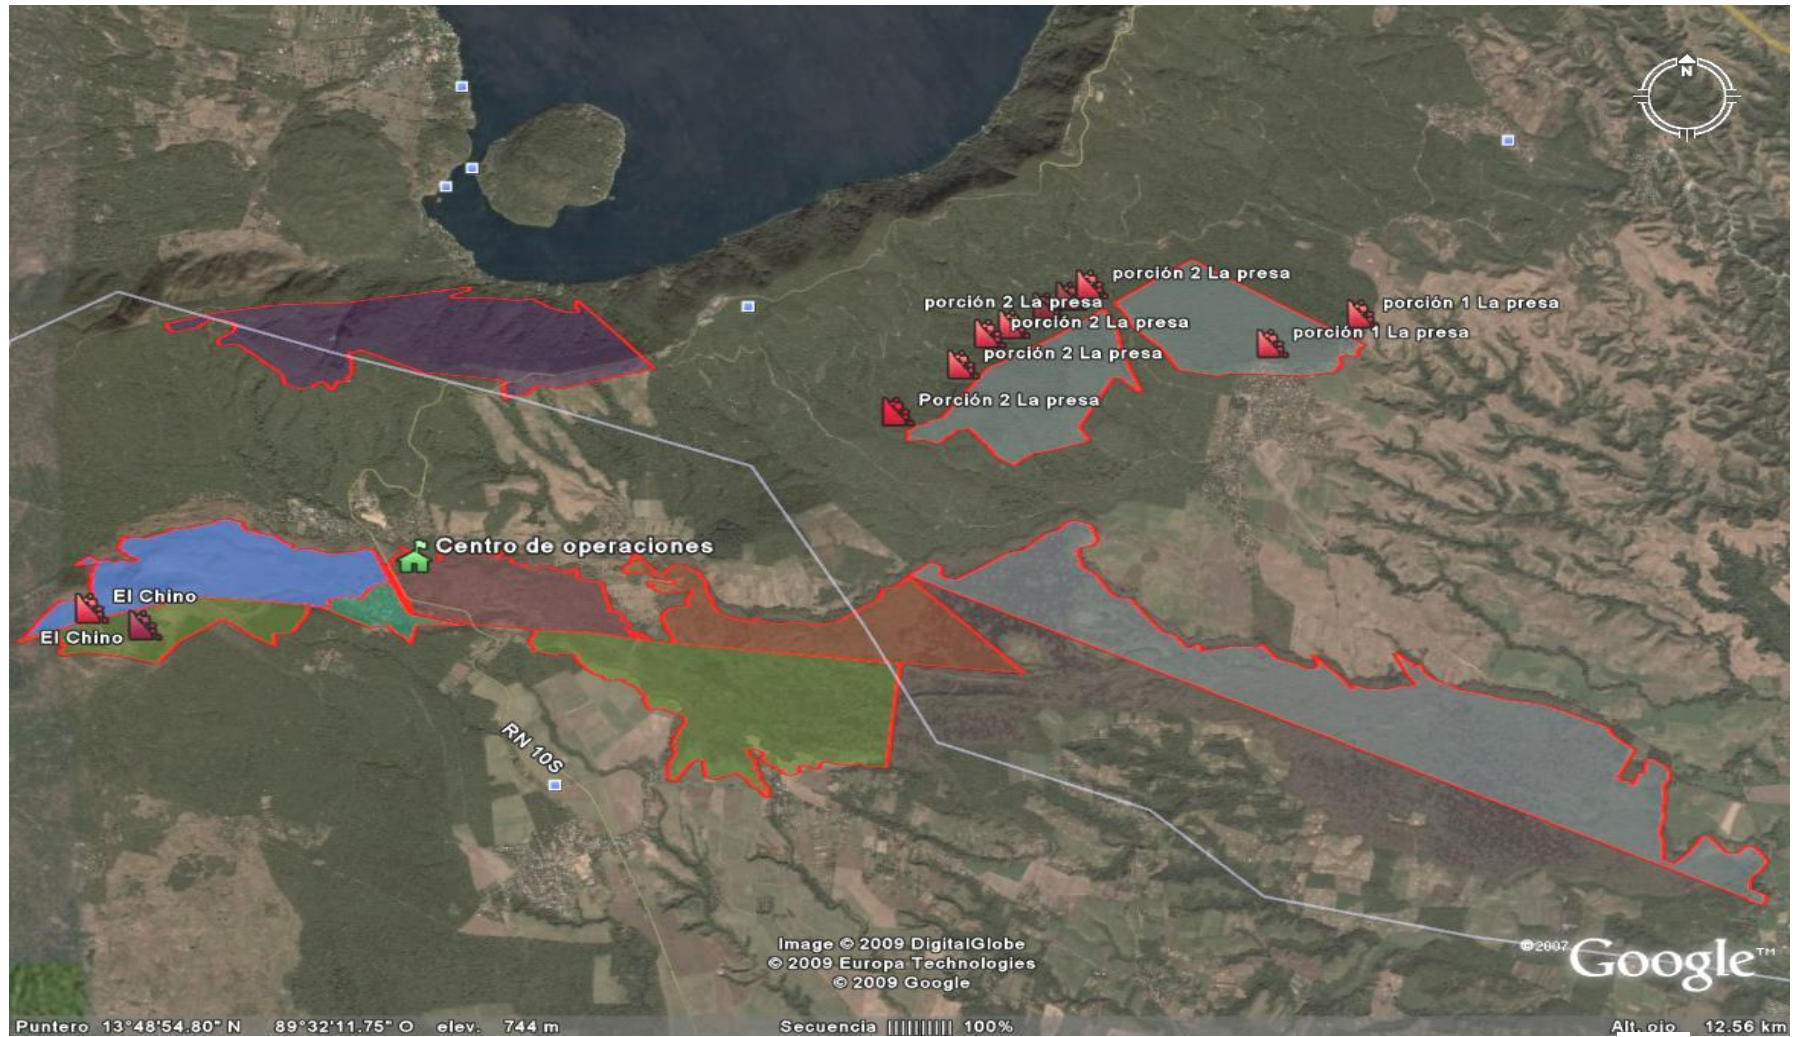 N
porción 2 La presa
porción 2 La presa
porción 1 La presa
porción 2 La presa
porción 1 La presa
porción 2 La presa
Porción 2 La presa
Centro de operaciones
El Chino
El Chino
RN 10S
Image © 2009 DigitalGlobe
© 2009 Europa Technologies
© 2009 Google
©2007 Google™
Puntero 13°48'54.80" N 89°32'11.75" O elev. 744 m Secuencia |||||||||| 100% Alt. ojo 12.56 km